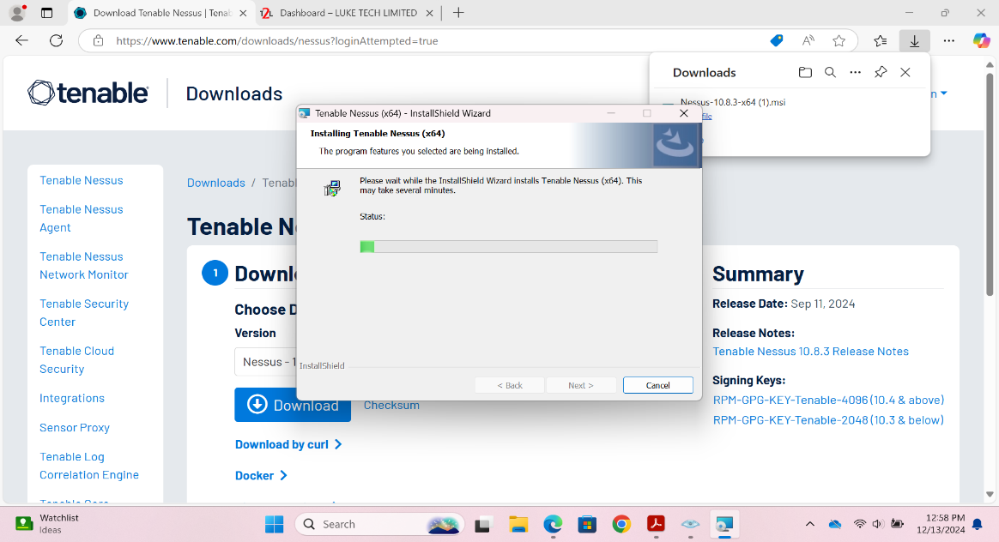 Download Tenable Nessus | Tenab
T2L
Dashboard – LUKE TECH LIMITED
https://www.tenable.com/downloads/nessus?loginAttempted=true
tenable
Downloads
Downloads
Nessus-10.8.3-x64 (1).msi
file
n
Tenable Nessus (x64) - InstallShield Wizard
Installing Tenable Nessus (x64)
The program features you selected are being installed.
Please wait while the InstallShield Wizard installs Tenable Nessus (x64). This
may take several minutes.
Status:
InstallShield
< Back
Next >
Cancel
Tenable Nessus
Tenable Nessus
Agent
Tenable Nessus
Network Monitor
Tenable Security
Center
Tenable Cloud
Security
Integrations
Sensor Proxy
Tenable Log
Correlation Engine
Downloads / Tenabl
Tenable N
1
Downl
Choose D
Version
Nessus - 1
Download
Checksum
Download by curl
Docker
Summary
Release Date: Sep 11, 2024
Release Notes:
Tenable Nessus 10.8.3 Release Notes
Signing Keys:
RPM-GPG-KEY-Tenable-4096 (10.4 & above)
RPM-GPG-KEY-Tenable-2048 (10.3 & below)
Watchlist
Ideas
Search
12:58 PM
12/13/2024